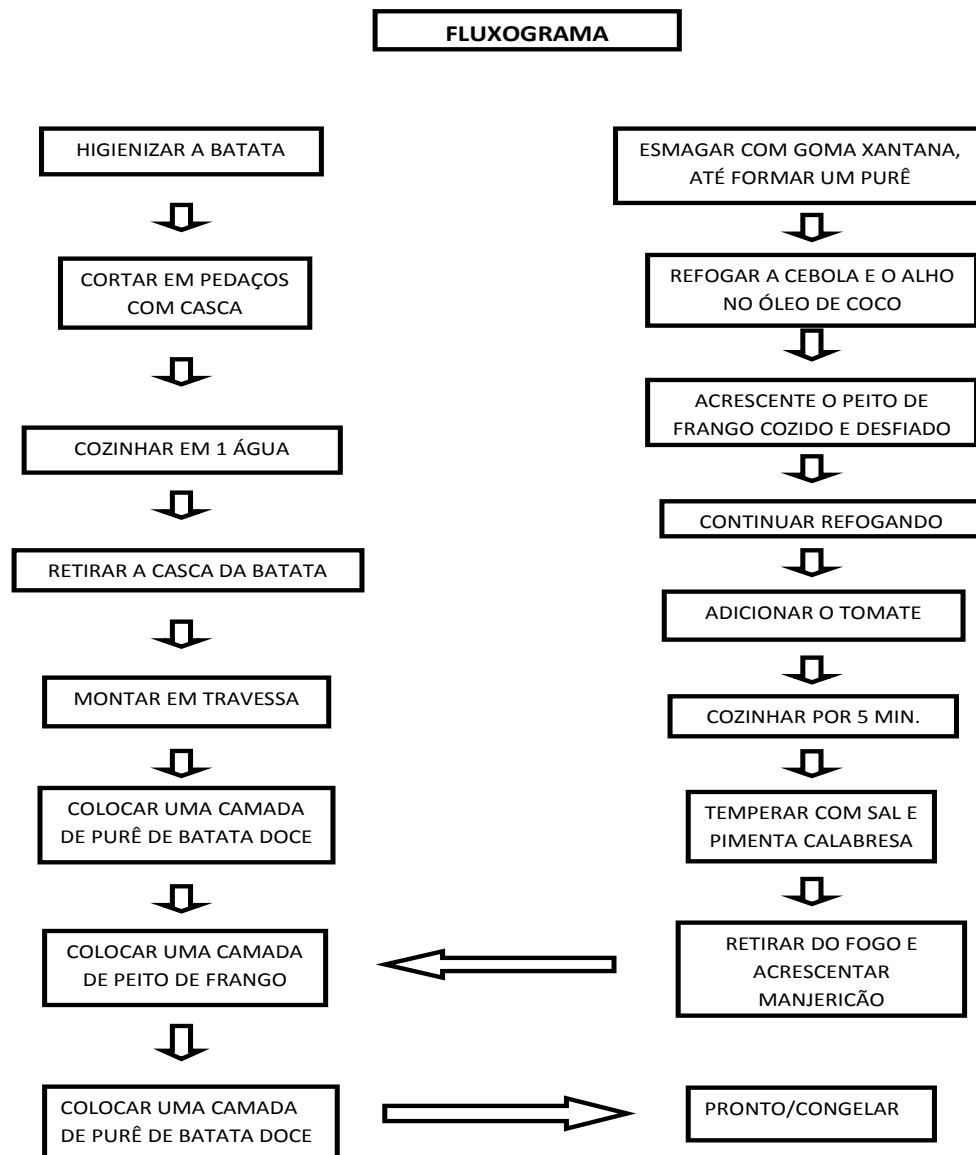 FLUXOGRAMA
HIGIENIZAR A BATATA
CORTAR EM PEDAÇOS
COM CASCA
COZINHAR EM 1 ÁGUA
RETIRAR A CASCA DA BATATA
MONTAR EM TRAVESSA
COLOCAR UMA CAMADA
DE PURÊ DE BATATA DOCE
COLOCAR UMA CAMADA
DE PEITO DE FRANGO
COLOCAR UMA CAMADA
DE PURÊ DE BATATA DOCE
ESMAGAR COM GOMA XANTANA,
ATÉ FORMAR UM PURÊ
REFOGAR A CEBOLA E O ALHO
NO ÓLEO DE COCO
ACRESCENTE O PEITO DE
FRANGO COZIDO E DESFIADO
CONTINUAR REFOGANDO
ADICIONAR O TOMATE
COZINHAR POR 5 MIN.
TEMPERAR COM SAL E
PIMENTA CALABRESA
RETIRAR DO FOGO E
ACRESCENTAR
MANJERICÃO
PRONTO/CONGELAR